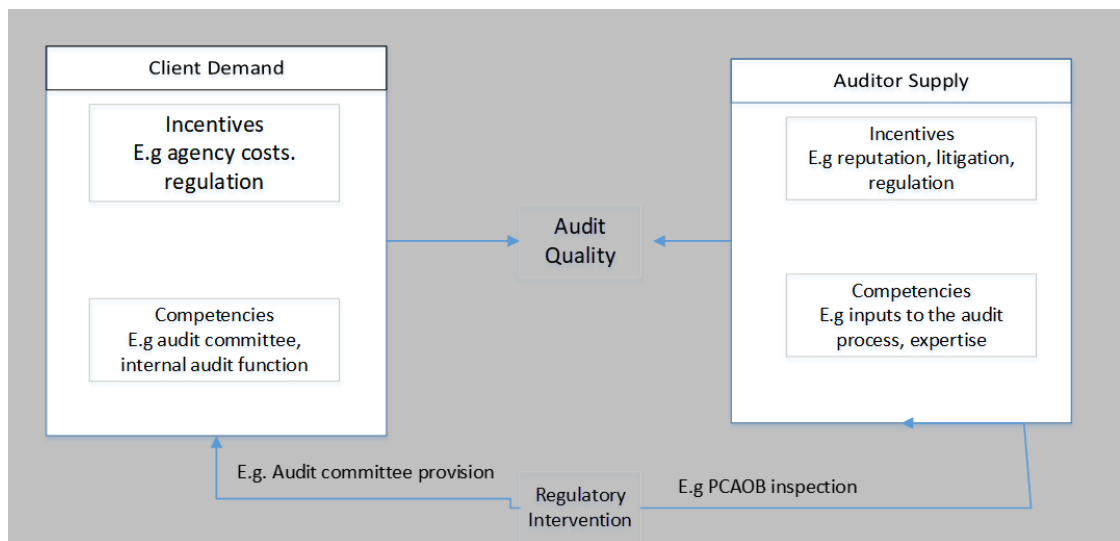 Client Demand
Incentives
E.g agency costs.
regulation
Competencies
E.g audit committee,
internal audit function
Audit
Quality
Auditor Supply
Incentives
E.g reputation, litigation,
regulation
Competencies
E.g inputs to the audit
process, expertise
E.g. Audit committee provision
Regulatory
Intervention
E.g PCAOB inspection